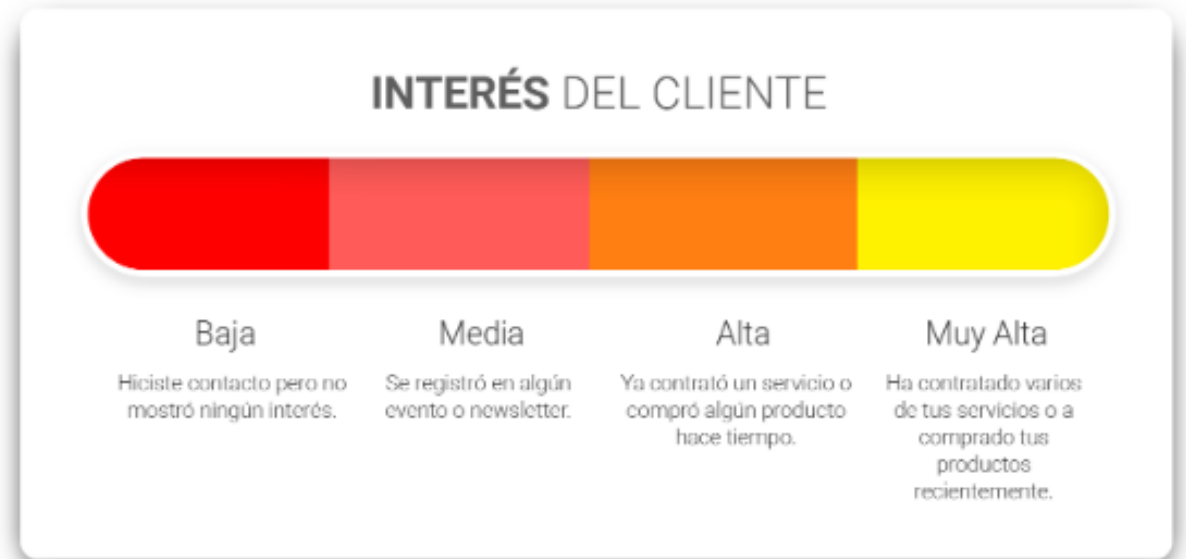 INTERÉS DEL CLIENTE
Baja
Hiciste contacto pero no
mostró ningún interés.
Media
Se registró en algún
evento o newsletter.
Alta
Ya contrató un servicio o
compró algún producto
hace tiempo.
Muy Alta
Ha contratado varios
de tus servicios o a
comprado tus
productos
recientemente.